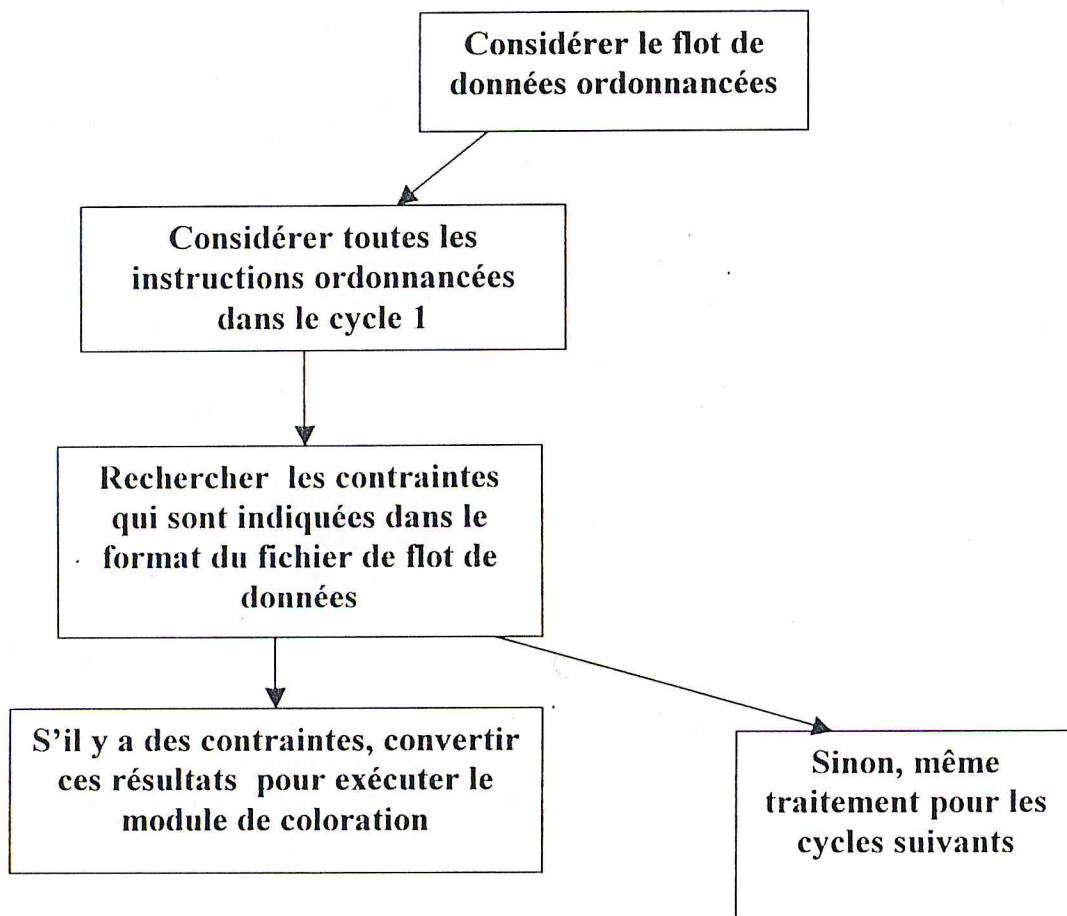 Considérer le flot de
données ordonnancées
Considérer toutes les
instructions ordonnancées
dans le cycle 1
Rechercher les contraintes
qui sont indiquées dans le
format du fichier de flot de
données
S'il y a des contraintes, convertir
ces résultats pour exécuter le
module de coloration
Sinon, même
traitement pour les
cycles suivants